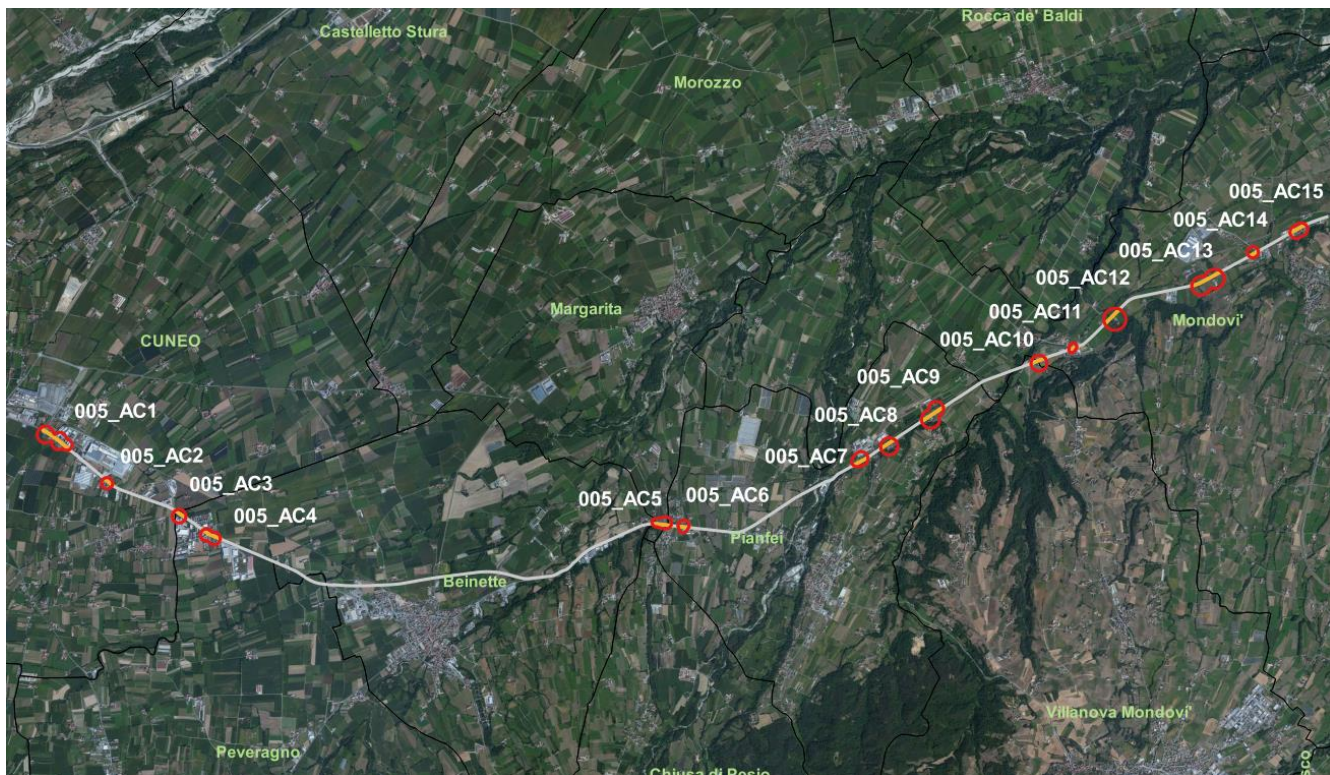 Rocca de' Baldi
Castelletto Stura
Morozzo
005_AC15
005_AC14
005_AC13
005_AC12
Margarita
005_AC11
Mondovi'
CUNEO
005_AC10
005_AC9
005_AC1
005_AC8
005_AC2
005_AC7
005_AC3
005_AC5
005_AC6
005_AC4
Pianfei
Beinette
Villanova Mondovi'
Peveragno
Chiusa di Pesio